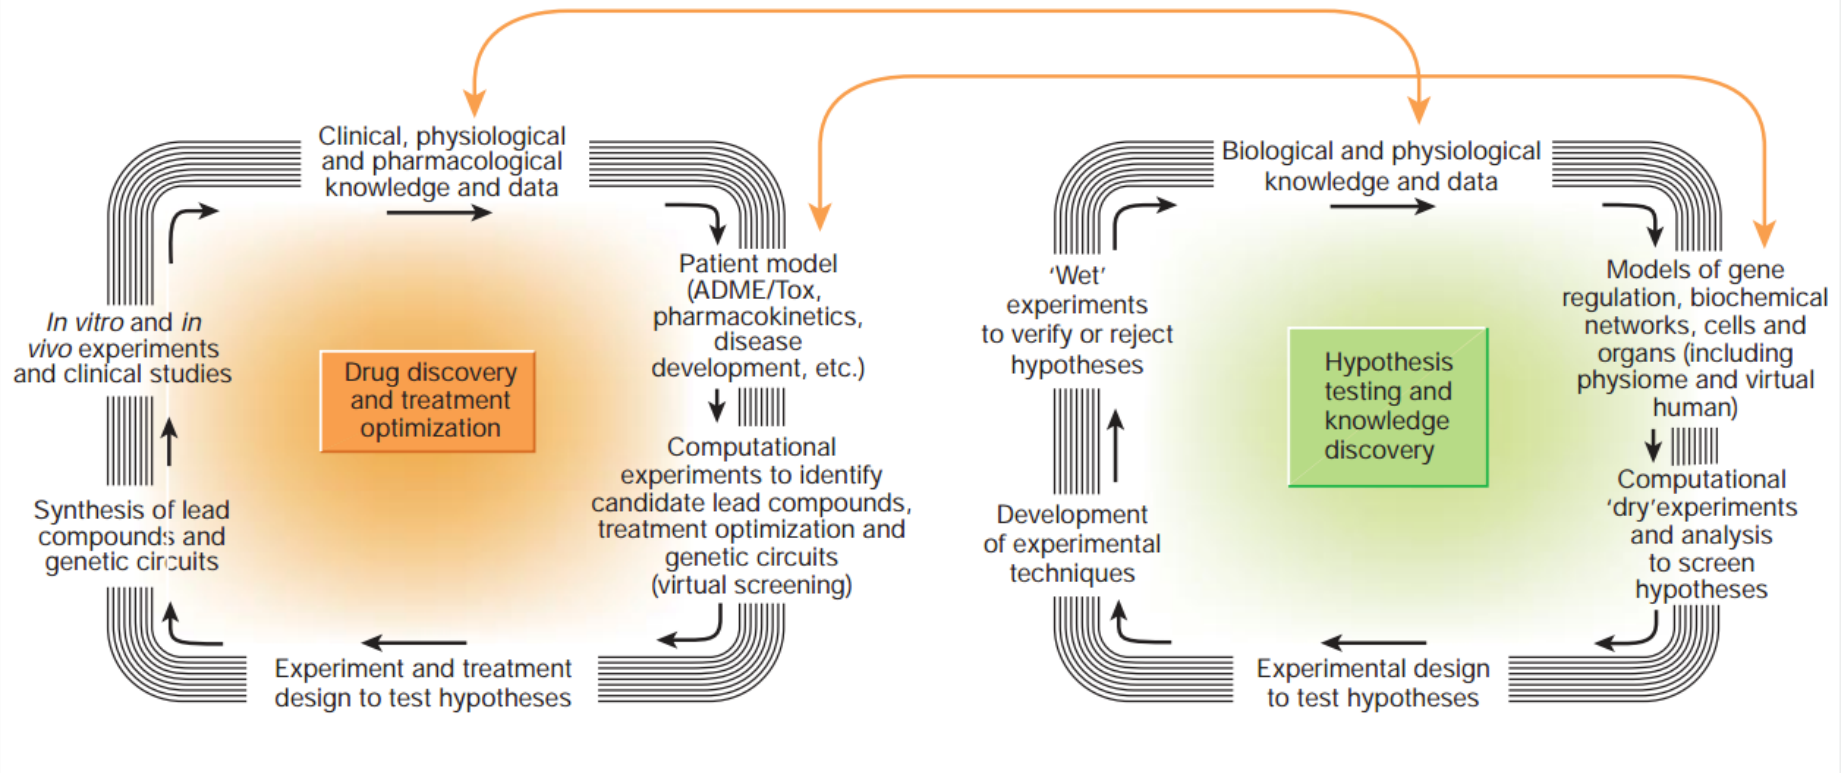 Clinical, physiological
and pharmacological
knowledge and data
Patient model
(ADME/Tox,
pharmacokinetics,
disease
development, etc.)
Computational
experiments to identify
candidate lead compounds,
treatment optimization and
genetic circuits
(virtual screening)
Experiment and treatment
design to test hypotheses
Synthesis of lead
compounds and
genetic circuits
In vitro and in
vivo experiments
and clinical studies
Drug discovery
and treatment
optimization
Biological and physiological
knowledge and data
Models of gene
regulation, biochemical
networks, cells and
organs (including
physiome and virtual
human)
Computational
‘dry’experiments
and analysis
to screen
hypotheses
Experimental design
to test hypotheses
Development
of experimental
techniques
‘Wet’
experiments
to verify or reject
hypotheses
Hypothesis
testing and
knowledge
discovery